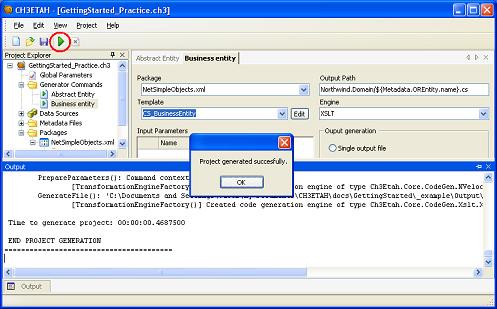 CH3ETAH - [GettingStarted_Practice.ch3]
File Edit View Project Help
Project Explorer
GettingStarted_Practice.ch3
Global Parameters
Generator Commands
Abstract Entity
Business entity
Data Sources
Metadata Files
Packages
NetSimpleObjects.xml
Abstract Entity Business entity
Package
NetSimpleObjects.xml
Output Path
Northwind.Domain/${Metadata.OREntity.name}.cs
Template
CS_BusinessEntity
Edit
Engine
XSLT
Input Parameters
Name
Ouput generation
Single output file
Project generated succesfully.
OK
Output
PrepareParameters(): Command context
[TransformationEngineFactory ion engine of type Ch3Etah.Core.CodeGen.NVeloc
GenerateFile(): 'C:\Documents and Se \CH3ETAH\docs\GettingStarted\_example\Output\
[TransformationEngineFactory()] Created code generation engine of type Ch3Etah.Core.CodeGen.Xslt.X
Time to generate project: 00:00:00.4687500
END PROJECT GENERATION
========================================
Output